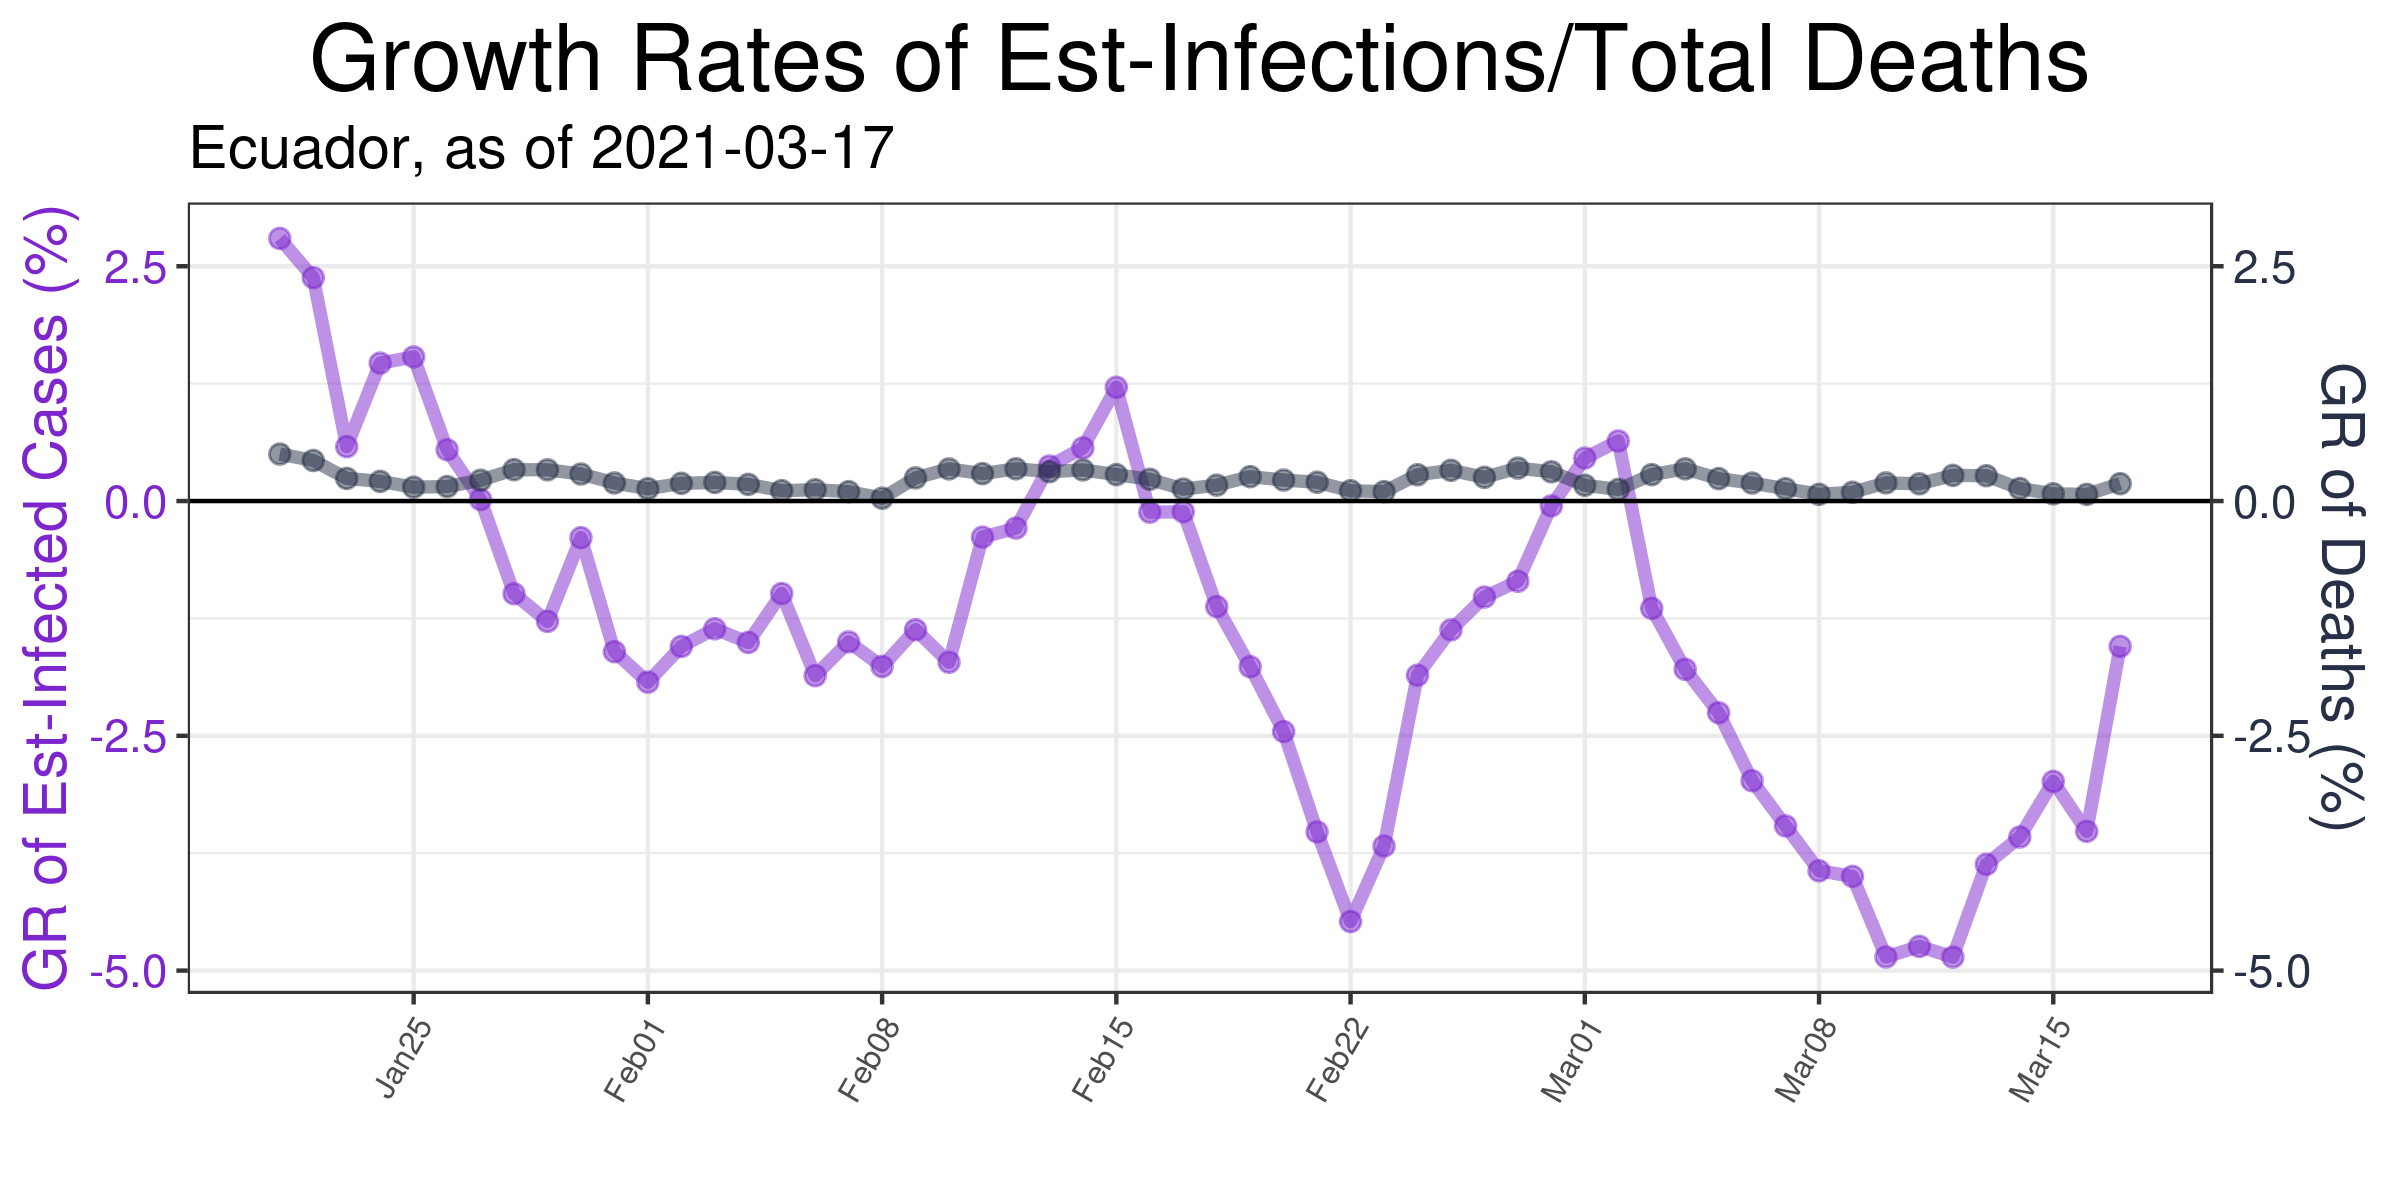 Growth Rates of Est-Infections/Total Deaths
Ecuador, as of 2021-03-17
GR of Est-Infected Cases (%)
2.5
0.0
-2.5
-5.0
2.5
0.0
-2.5
-5.0
GR of Deaths (%)
Jan25
Feb01
Feb08
Feb15
Feb22
Mar01
Mar08
Mar15